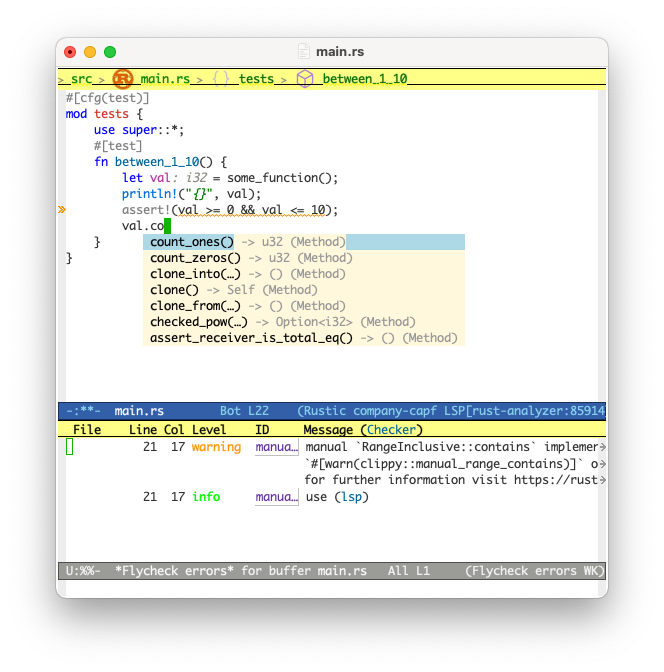 main.rs
> src > main.rs > {} tests > between_1_10
#[cfg(test)]
mod tests {
    use super::*;
    #[test]
    fn between_1_10() {
        let val: i32 = some_function();
        println!("{}", val);
»       assert!(val >= 0 && val <= 10);
        val.co
    }
}
count_ones() -> u32 (Method)
count_zeros() -> u32 (Method)
clone_into(…) -> () (Method)
clone() -> Self (Method)
clone_from(…) -> () (Method)
checked_pow(…) -> Option<i32> (Method)
assert_receiver_is_total_eq() -> () (Method)
-:**-  main.rs        Bot L22    (Rustic company-capf LSP[rust-analyzer:85914
File    Line Col Level    ID     Message (Checker)
21  17 warning  manua… manual `RangeInclusive::contains` implemer→
`#[warn(clippy::manual_range_contains)]` o→
for further information visit https://rust→
21  17 info     manua… use (lsp)
U:%%-  *Flycheck errors* for buffer main.rs   All L1     (Flycheck errors WK)